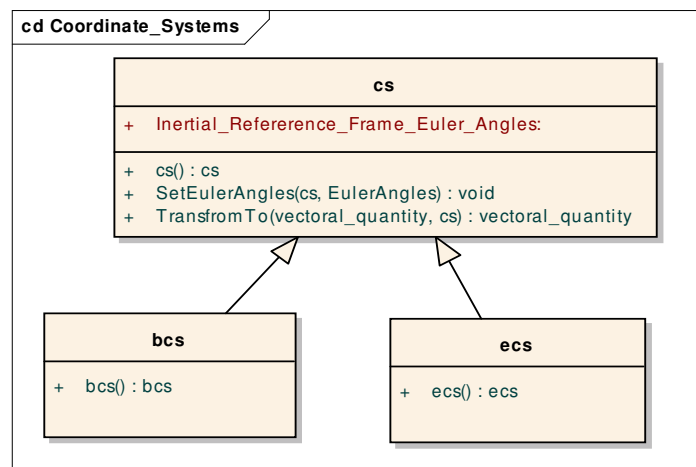 cd Coordinate_Systems
cs
+ Inertial_Refererence_Frame_Euler_Angles:
+ cs() : cs
+ SetEulerAngles(cs, EulerAngles) : void
+ TransfromTo(vectoral_quantity, cs) : vectoral_quantity
bcs
+ bcs() : bcs
ecs
+ ecs() : ecs